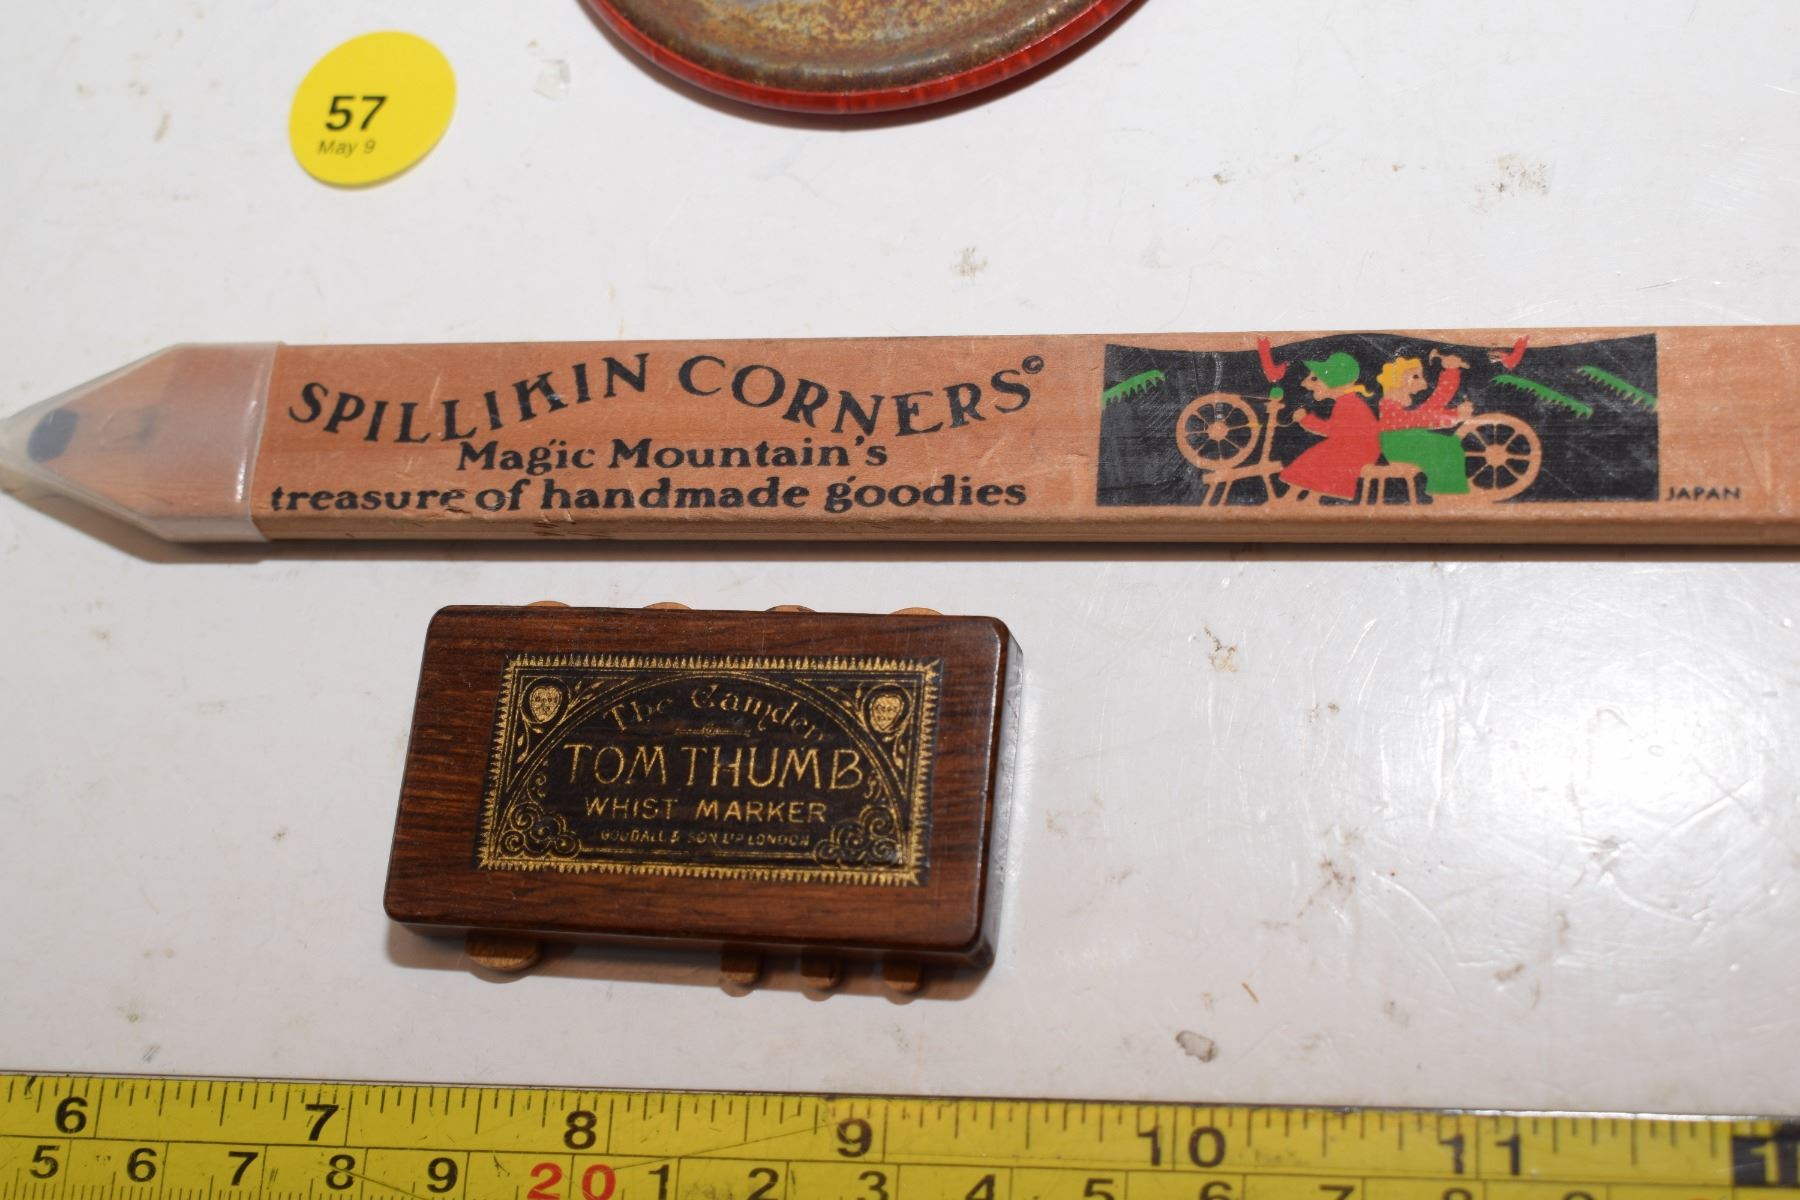 57
May 9
SPILLIKIN CORNERS©
Magic Mountain's
treasure of handmade goodies
JAPAN
The Camden
TOM THUMB
WHIST MARKER
GOODALL & SON LTD LONDON
6 7 8 9 10 11 1
5 6 7 8 9 20 1 2 3 4 5 6 7 8 9